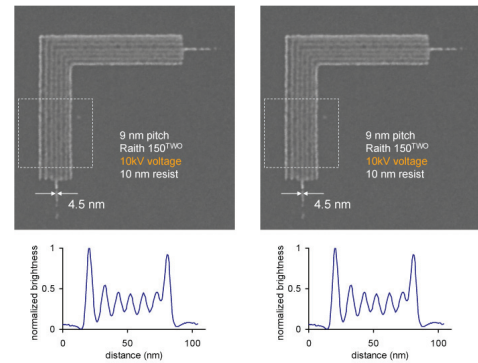 9 nm pitch
Raith 150TWO
10kV voltage
10 nm resist
4.5 nm
9 nm pitch
Raith 150TWO
10kV voltage
10 nm resist
4.5 nm
normalized brightness
1
0.5
0
0
50
100
distance (nm)
normalized brightness
1
0.5
0
0
50
100
distance (nm)